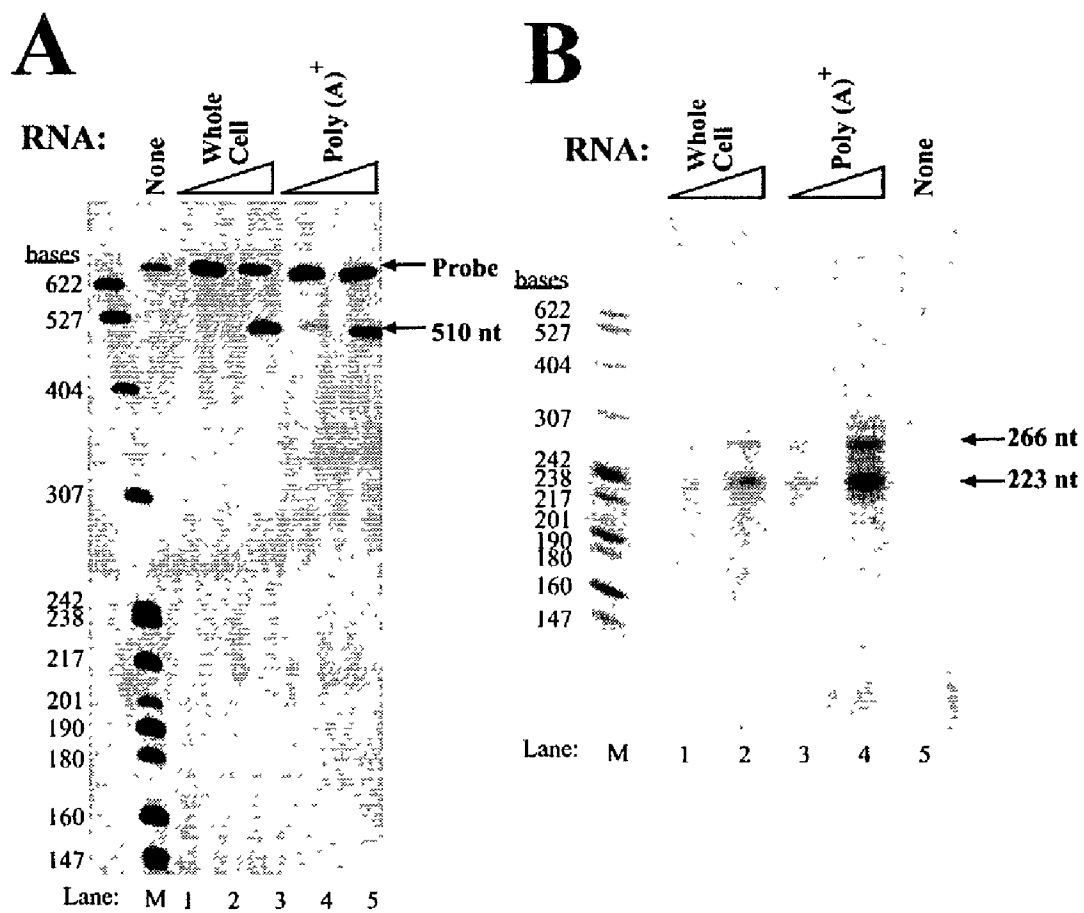 A
RNA:
None
Whole
Cell
Poly (A)+
bases
622
527
404
307
242
238
217
201
190
180
160
147
Probe
510 nt
Lane: M 1 2 3 4 5
B
RNA:
Whole
Cell
Poly (A)+
None
bases
622
527
404
307
242
238
217
201
190
180
160
147
266 nt
223 nt
Lane: M 1 2 3 4 5